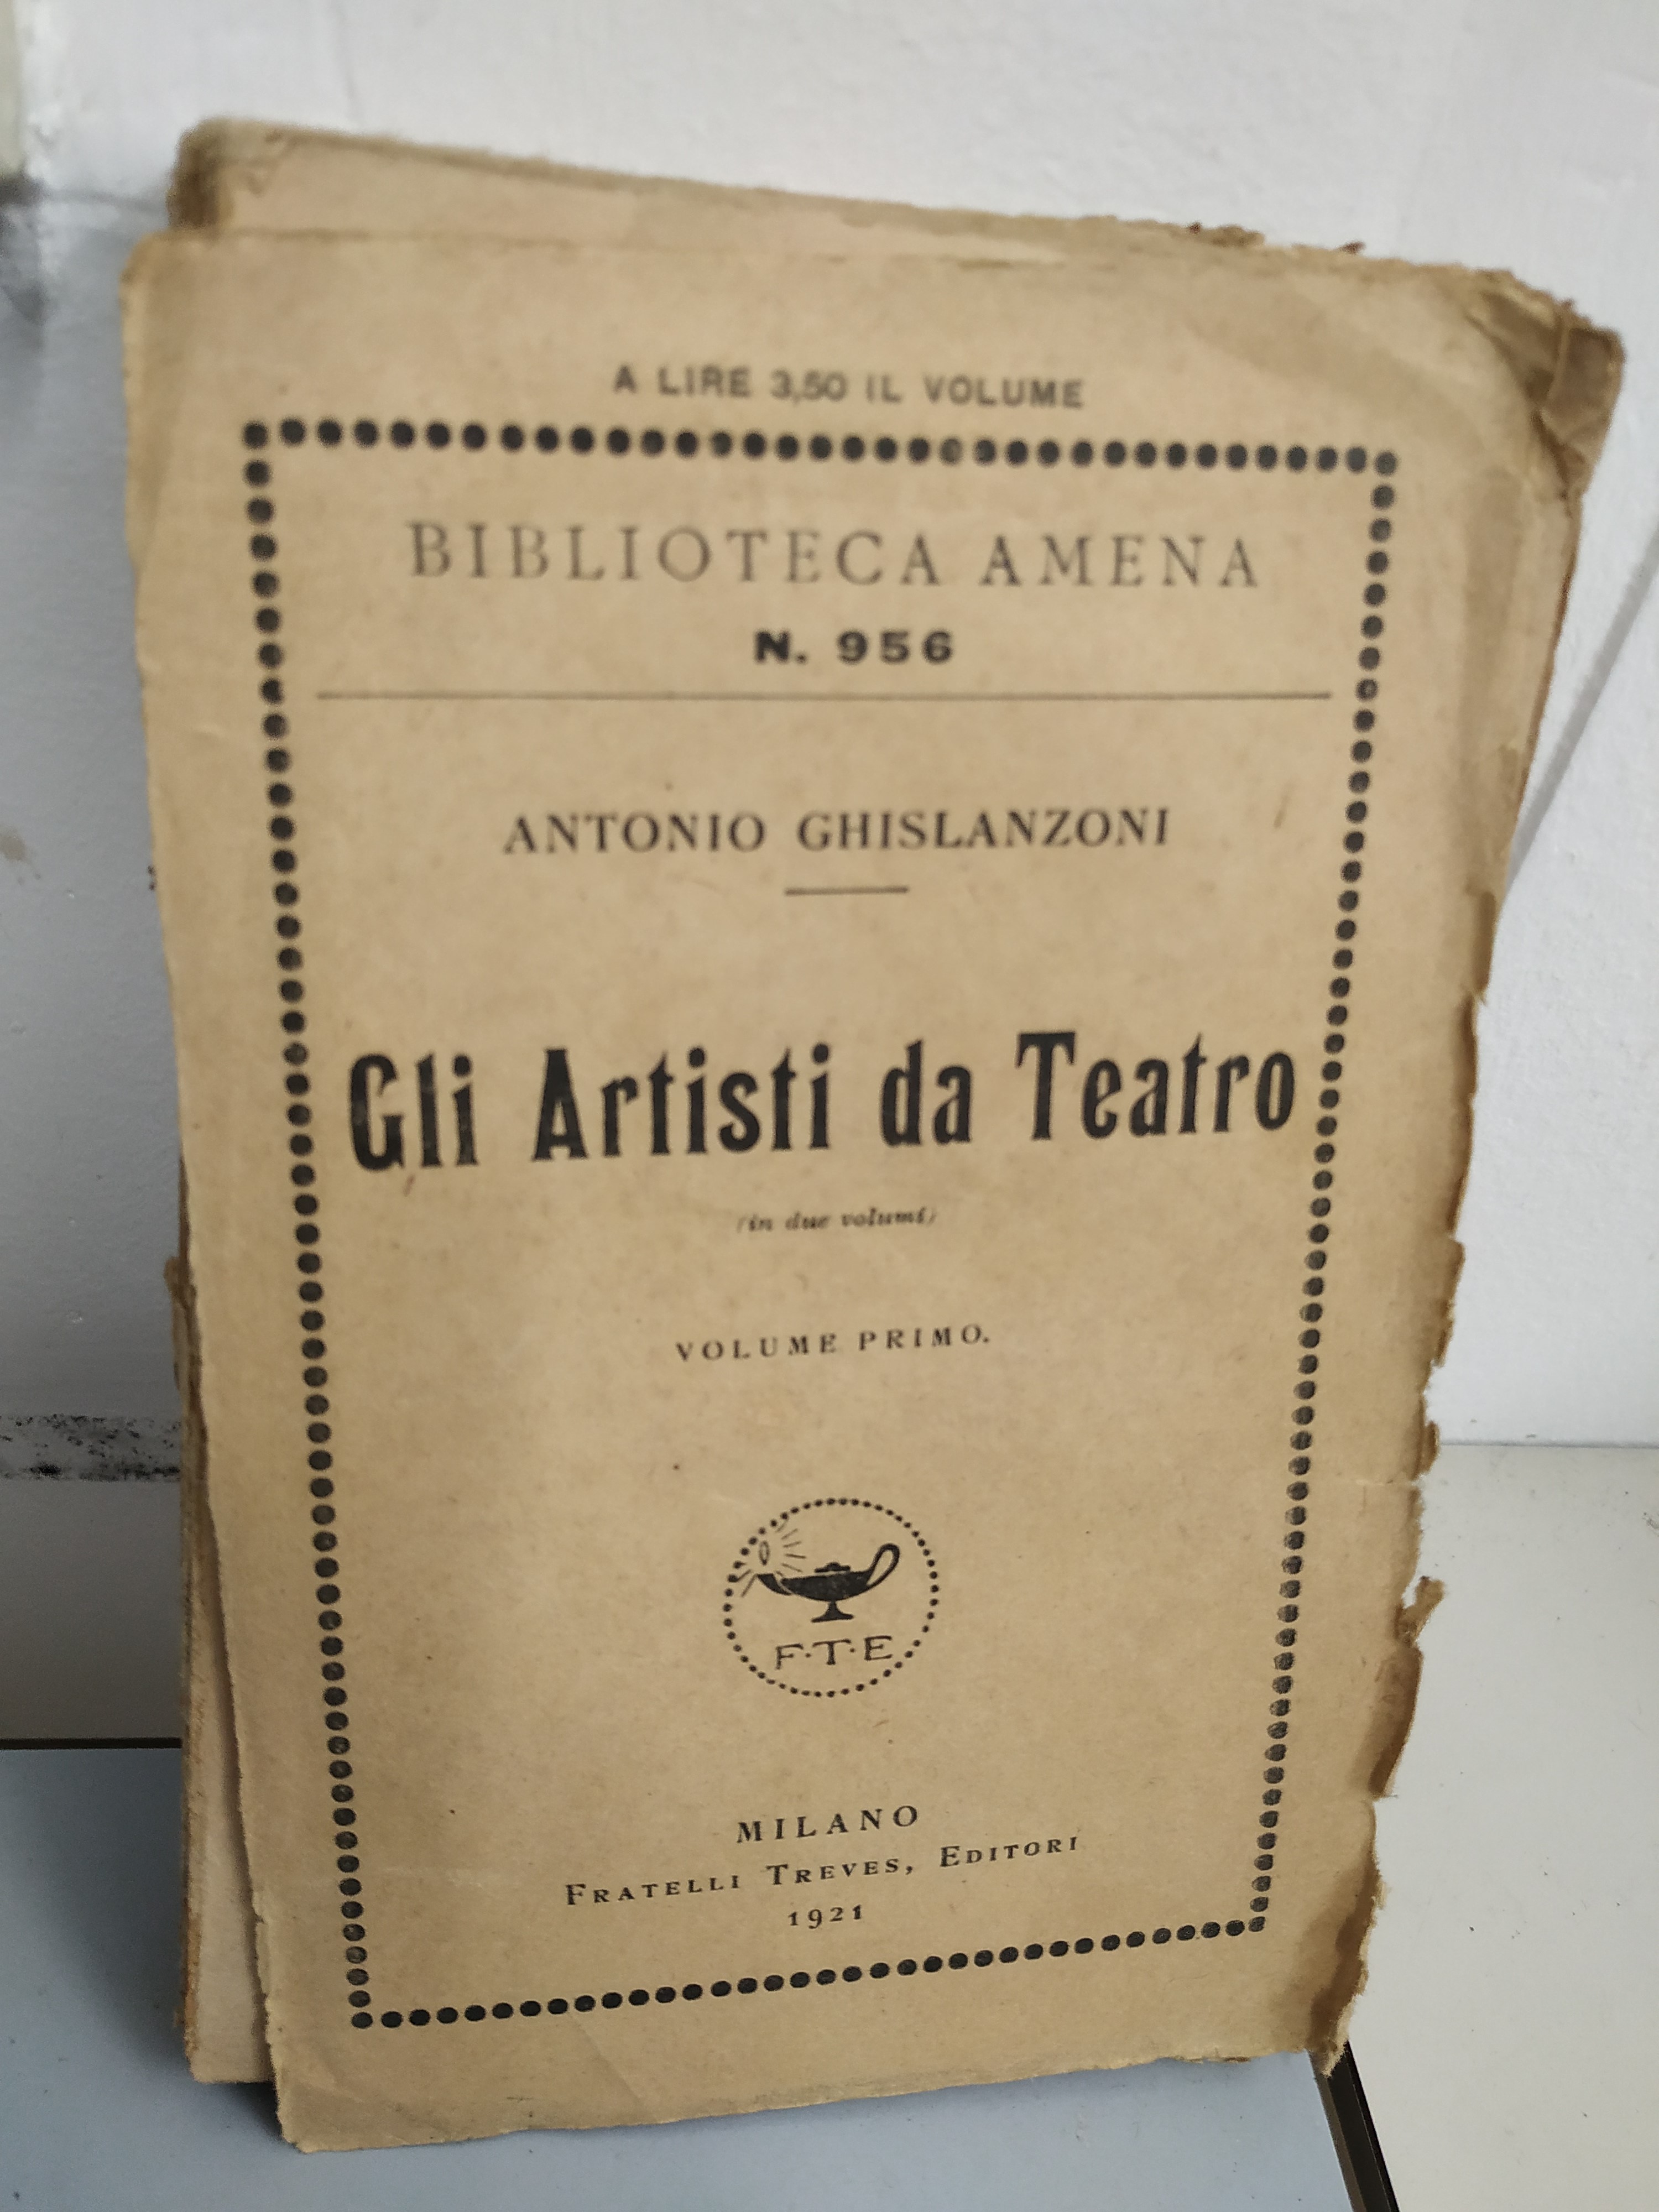 A LIRE 3,50 IL VOLUME
BIBLIOTECA AMENA
N. 956
ANTONIO GHISLANZONI
Gli Artisti da Teatro
(in due volumi)
VOLUME PRIMO.
F·T·E
MILANO
FRATELLI TREVES, EDITORI
1921